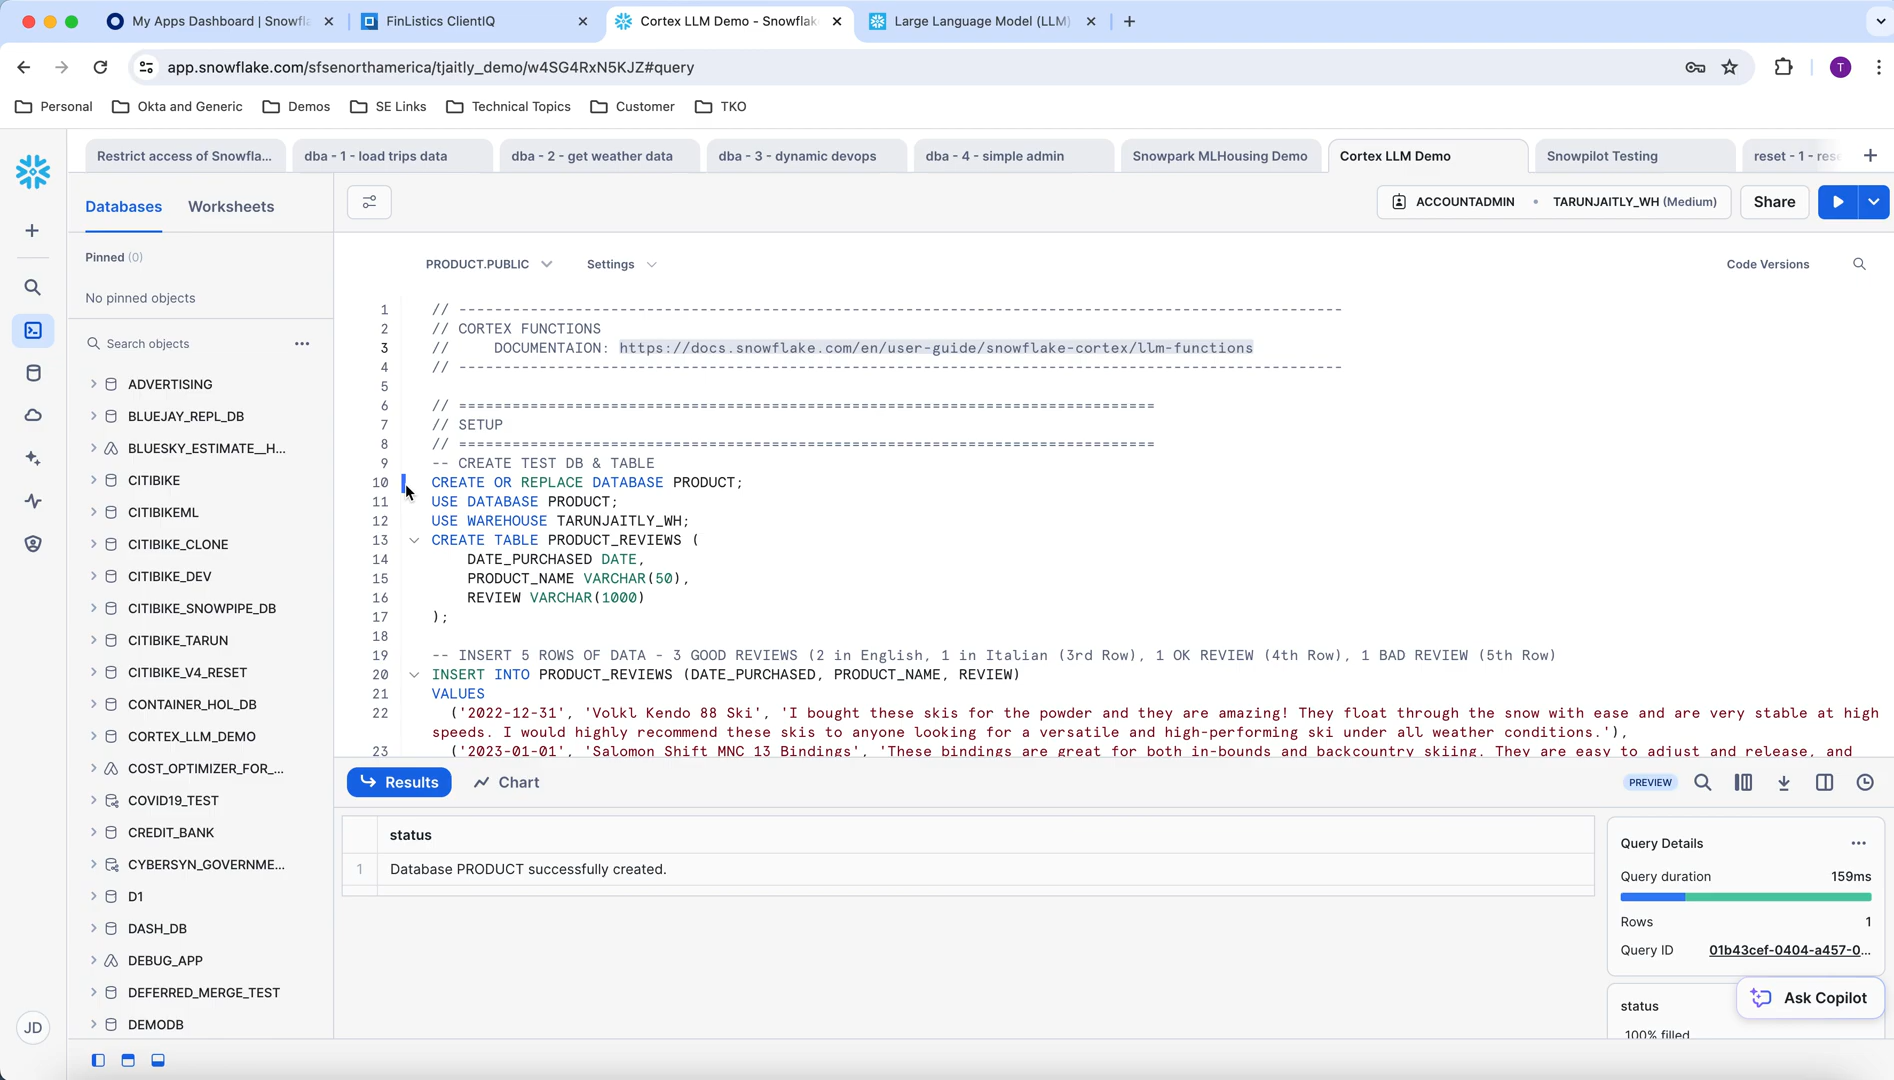 My Apps Dashboard | Snowfla
FinListics ClientIQ
Cortex LLM Demo - Snowflak
Large Language Model (LLM)
app.snowflake.com/sfsenorthamerica/tjaitly_demo/w4SG4RxN5KJZ#query
T
Personal
Okta and Generic
Demos
SE Links
Technical Topics
Customer
TKO
Restrict access of Snowfla...
dba - 1 - load trips data
dba - 2 - get weather data
dba - 3 - dynamic devops
dba - 4 - simple admin
Snowpark MLHousing Demo
Cortex LLM Demo
Snowpilot Testing
reset - 1 - res
Databases
Worksheets
ACCOUNTADMIN • TARUNJAITLY_WH (Medium)
Share
Pinned (0)
No pinned objects
Search objects
ADVERTISING
BLUEJAY_REPL_DB
BLUESKY_ESTIMATE__H...
CITIBIKE
CITIBIKEML
CITIBIKE_CLONE
CITIBIKE_DEV
CITIBIKE_SNOWPIPE_DB
CITIBIKE_TARUN
CITIBIKE_V4_RESET
CONTAINER_HOL_DB
CORTEX_LLM_DEMO
COST_OPTIMIZER_FOR_...
COVID19_TEST
CREDIT_BANK
CYBERSYN_GOVERNME...
D1
DASH_DB
DEBUG_APP
DEFERRED_MERGE_TEST
DEMODB
JD
PRODUCT.PUBLIC
Settings
Code Versions
1 // ---------------------------------------------------------------------------------------------------
2 // CORTEX FUNCTIONS
3 // DOCUMENTAION: https://docs.snowflake.com/en/user-guide/snowflake-cortex/llm-functions
4 // ---------------------------------------------------------------------------------------------------
5
6 // ==============================================================================
7 // SETUP
8 // ==============================================================================
9 -- CREATE TEST DB & TABLE
10 CREATE OR REPLACE DATABASE PRODUCT;
11 USE DATABASE PRODUCT;
12 USE WAREHOUSE TARUNJAITLY_WH;
13 CREATE TABLE PRODUCT_REVIEWS (
14 DATE_PURCHASED DATE,
15 PRODUCT_NAME VARCHAR(50),
16 REVIEW VARCHAR(1000)
17 );
18
19 -- INSERT 5 ROWS OF DATA - 3 GOOD REVIEWS (2 in English, 1 in Italian (3rd Row), 1 OK REVIEW (4th Row), 1 BAD REVIEW (5th Row)
20 INSERT INTO PRODUCT_REVIEWS (DATE_PURCHASED, PRODUCT_NAME, REVIEW)
21 VALUES
22 ('2022-12-31', 'Volkl Kendo 88 Ski', 'I bought these skis for the powder and they are amazing! They float through the snow with ease and are very stable at high
speeds. I would highly recommend these skis to anyone looking for a versatile and high-performing ski under all weather conditions.'),
23 ('2023-01-01', 'Salomon Shift MNC 13 Bindings', 'These bindings are great for both in-bounds and backcountry skiing. They are easy to adjust and release, and
Results
Chart
PREVIEW
status
1 Database PRODUCT successfully created.
Query Details
Query duration 159ms
Rows 1
Query ID 01b43cef-0404-a457-0...
status
100% filled
Ask Copilot